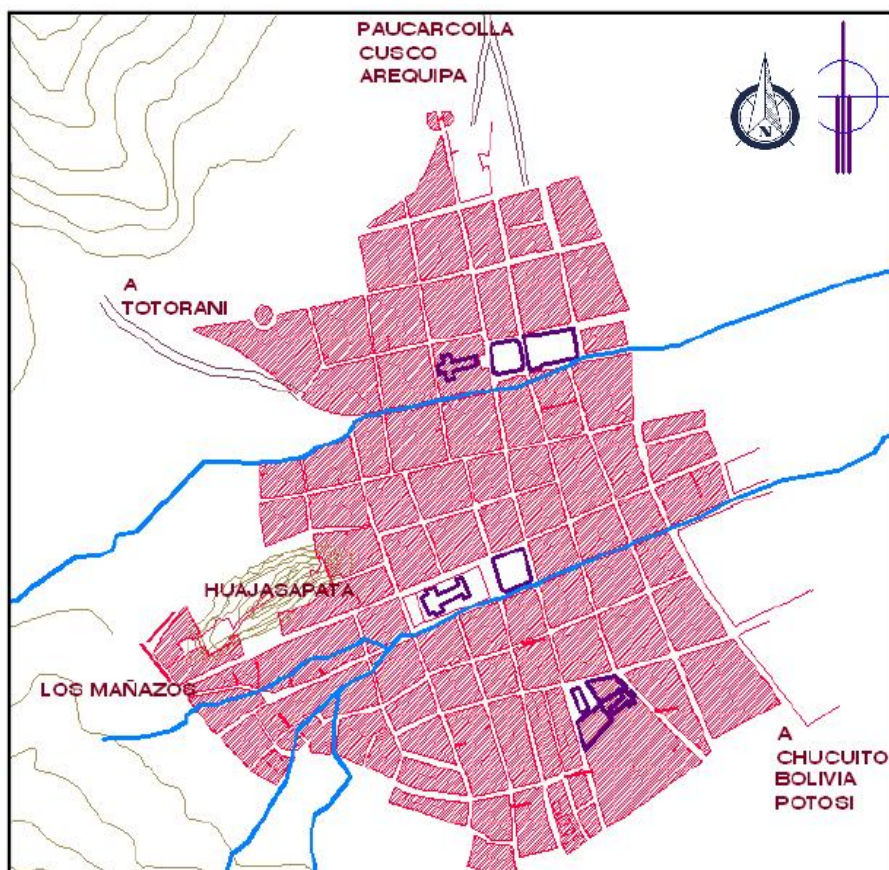 PAUCARCOLLA
CUSCO
AREQUIPA
N
A
TOTORANI
HUAJASAPATA
LOS MAÑAZOS
A
CHUCUITO
BOLIVIA
POTOSI